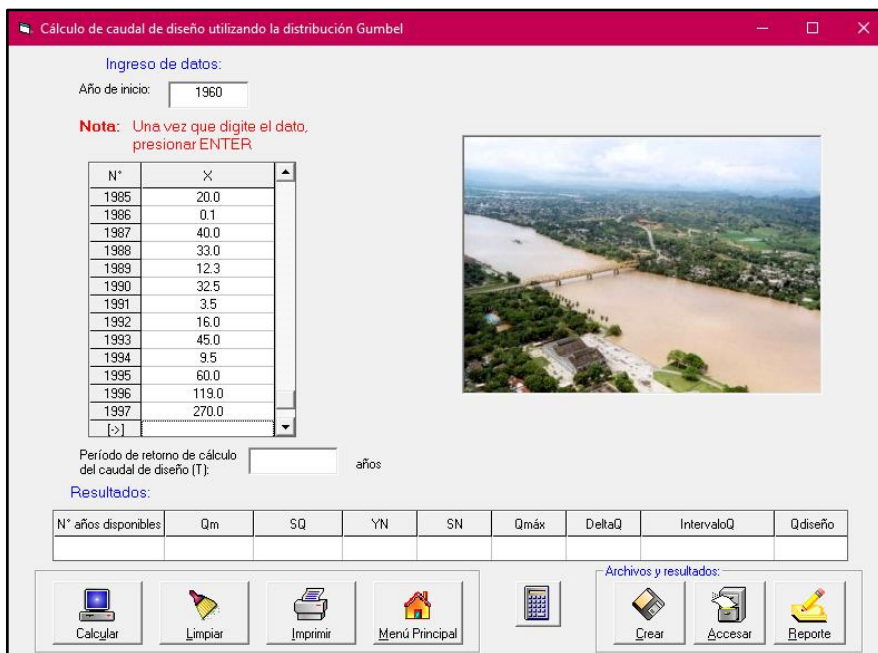 Cálculo de caudal de diseño utilizando la distribución Gumbel
Ingreso de datos:
Año de inicio: 1960
Nota: Una vez que digite el dato,
presionar ENTER
N° X
1985 20.0
1986 0.1
1987 40.0
1988 33.0
1989 12.3
1990 32.5
1991 3.5
1992 16.0
1993 45.0
1994 9.5
1995 60.0
1996 119.0
1997 270.0
[->]
Período de retorno de cálculo
del caudal de diseño (T): años
Resultados:
N° años disponibles Qm SQ YN SN Qmáx DeltaQ IntervaloQ Qdiseño
Archivos y resultados:
Calcular Limpiar Imprimir Menú Principal Crear Accesar Reporte